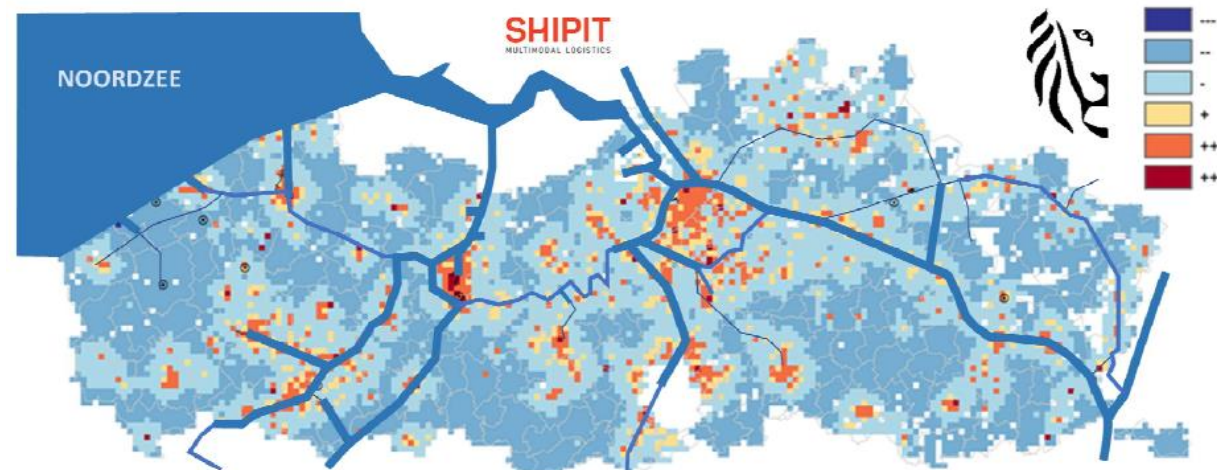 SHIPIT
MULTIMODAL LOGISTICS
NOORDZEE
---
--
-
+
++
++